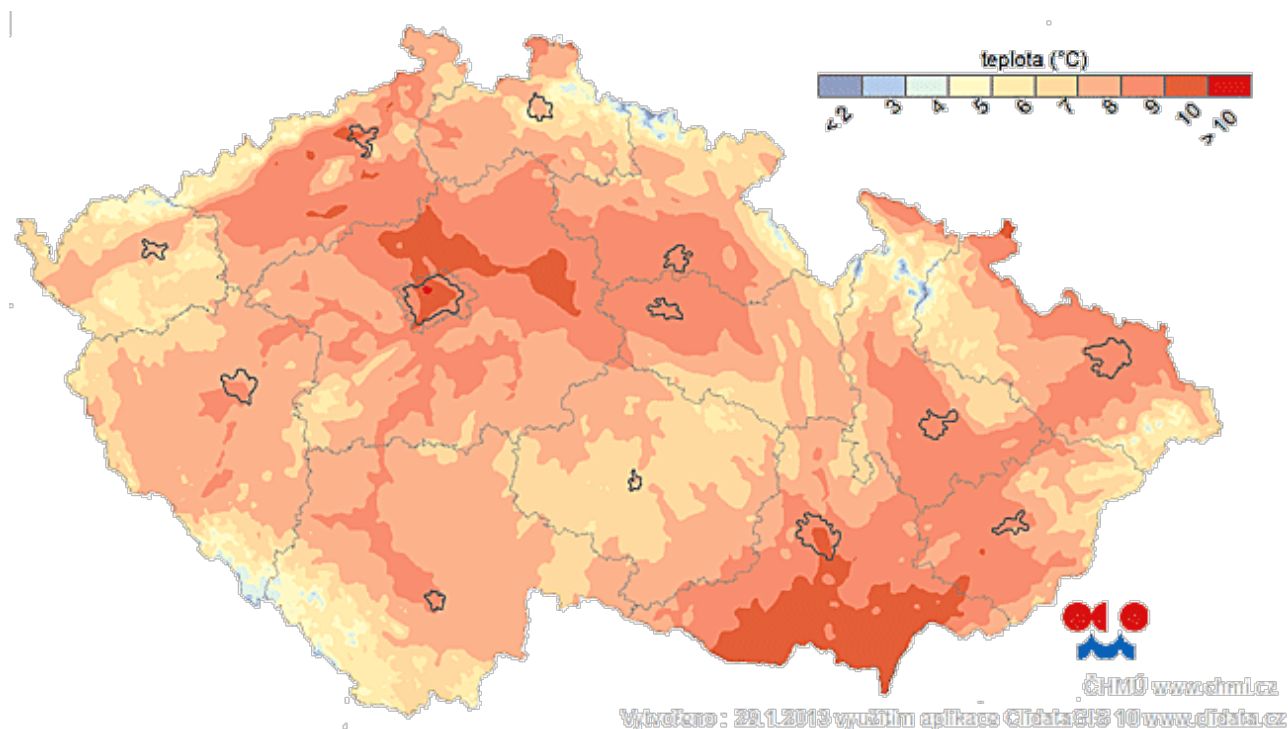 teplota (°C)
< 2 3 4 5 6 7 8 9 10 > 10
ČHMÚ www.chmi.cz
Vytvořeno : 29.1.2013 využitím aplikace ClidataGIS 10 www.clidata.cz